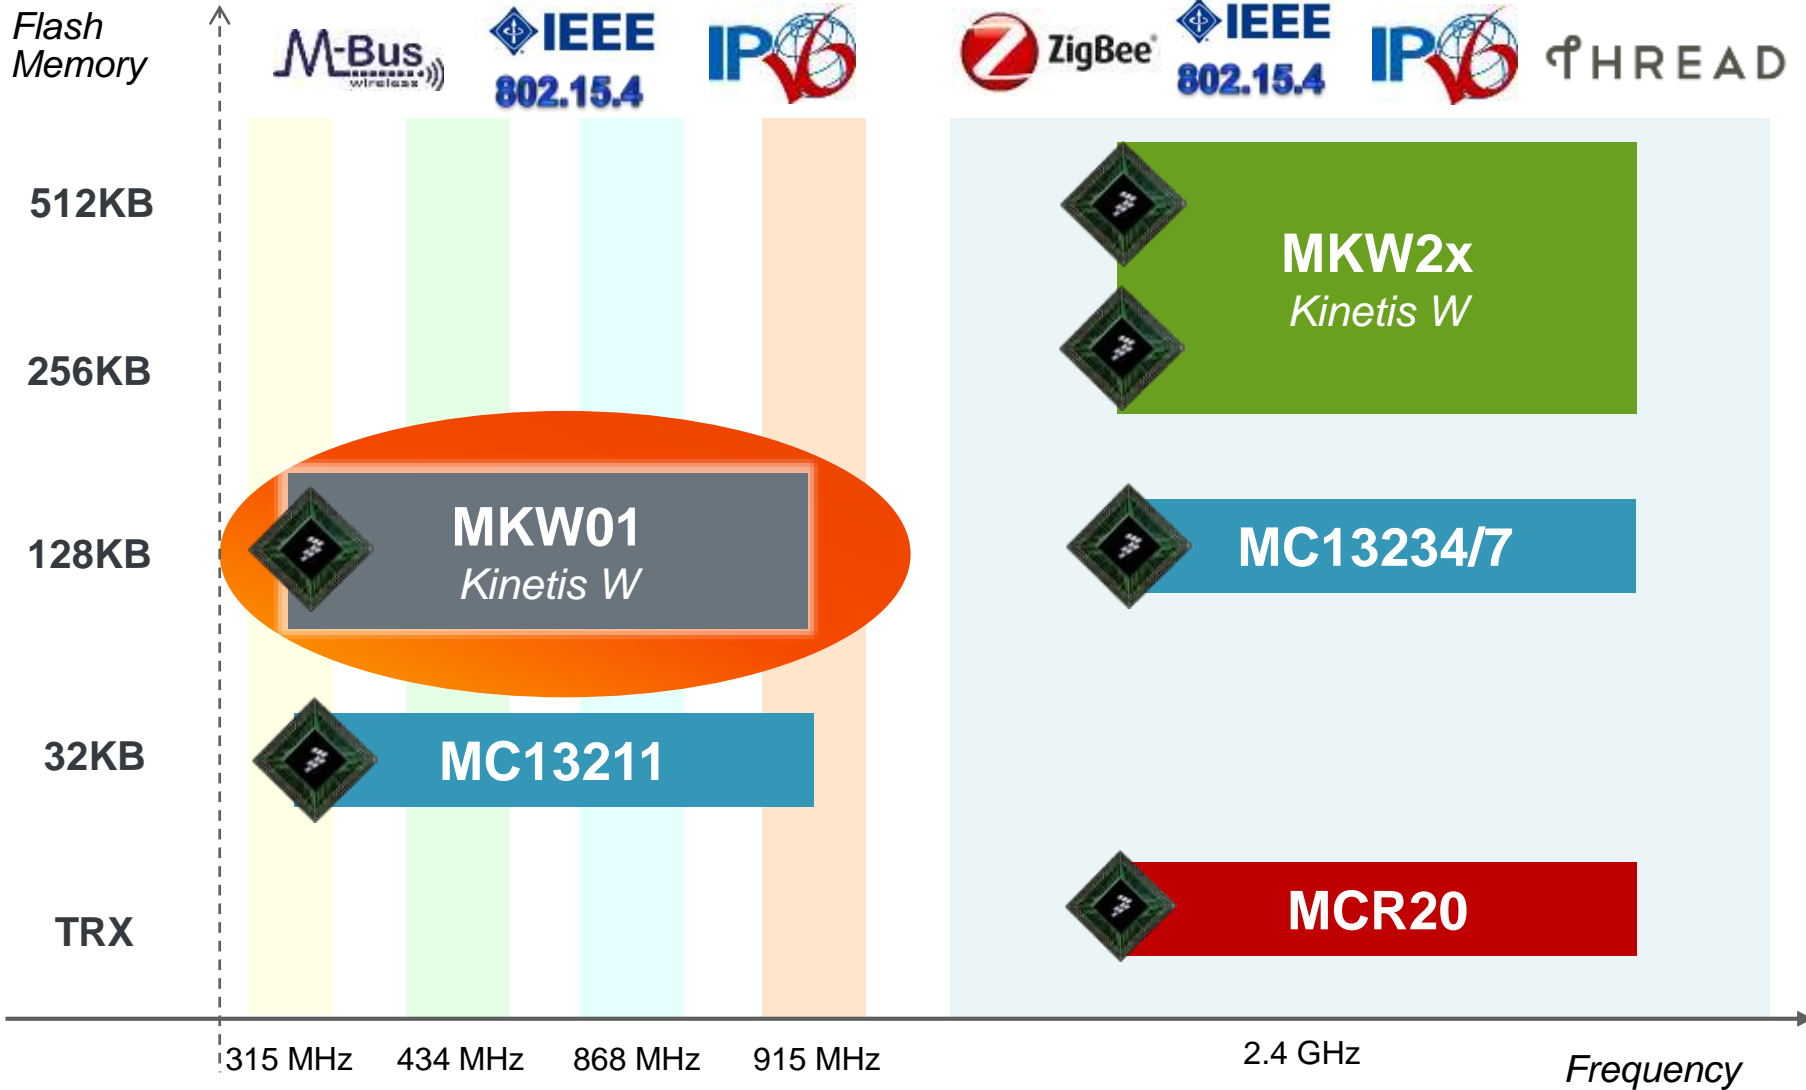 Flash
Memory
M-Bus
wireless
IEEE
802.15.4
IPv6
ZigBee
IEEE
802.15.4
IPv6
THREAD
512KB
256KB
128KB
32KB
TRX
MKW2x
Kinetis W
MKW01
Kinetis W
MC13234/7
MC13211
MCR20
315 MHz
434 MHz
868 MHz
915 MHz
2.4 GHz
Frequency